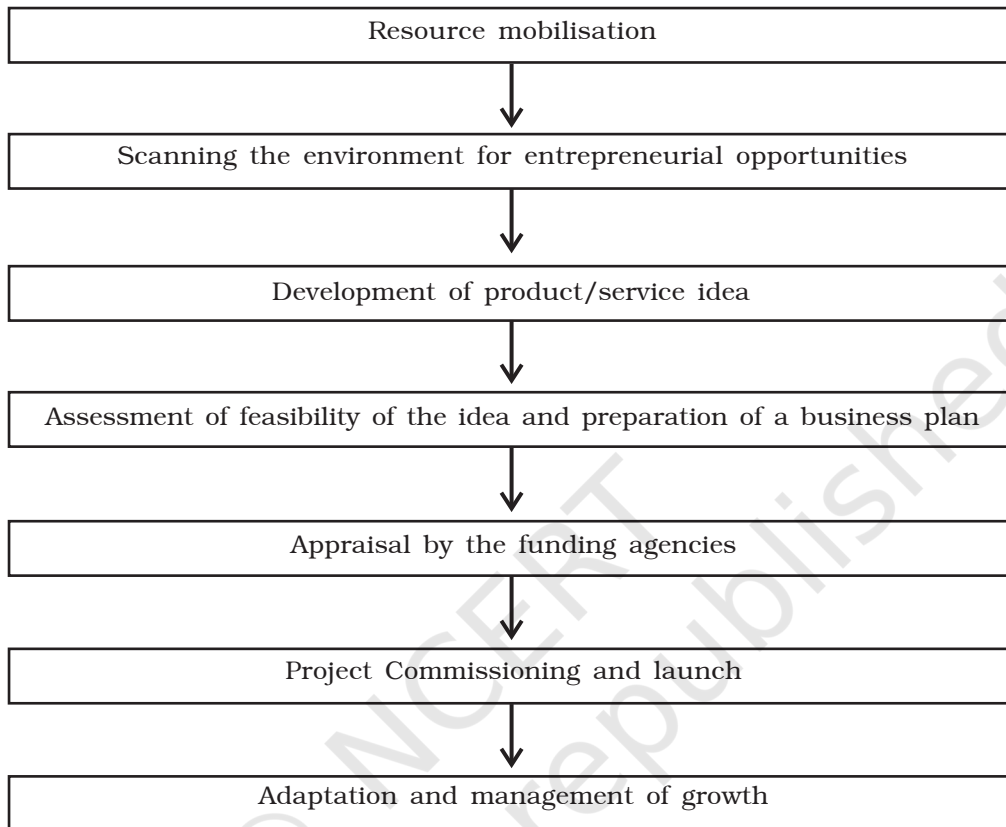 Resource mobilisation
Scanning the environment for entrepreneurial opportunities
Development of product/service idea
Assessment of feasibility of the idea and preparation of a business plan
Appraisal by the funding agencies
Project Commissioning and launch
Adaptation and management of growth
© NCERT
republished